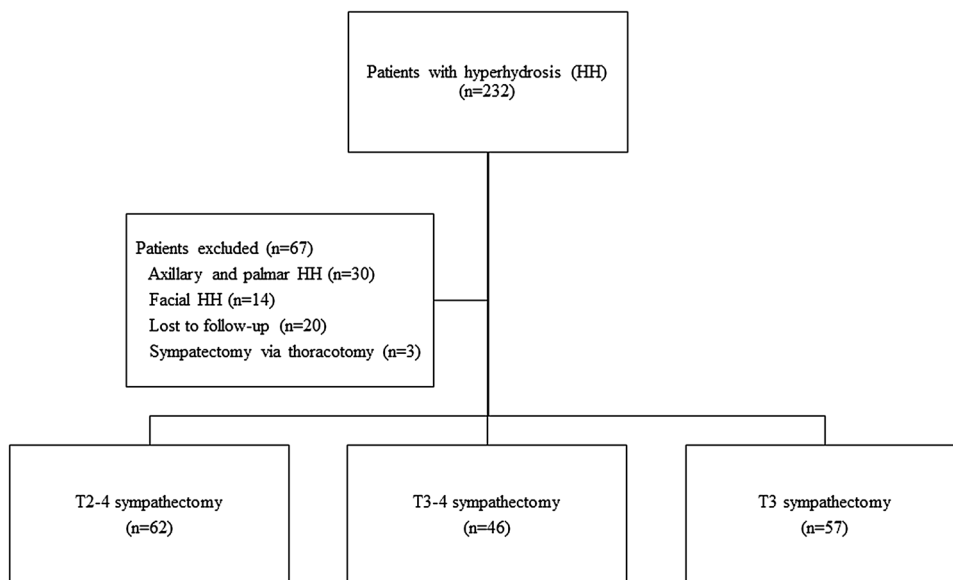 Patients with hyperhydrosis (HH)
(n=232)
Patients excluded (n=67)
Axillary and palmar HH (n=30)
Facial HH (n=14)
Lost to follow-up (n=20)
Sympatectomy via thoracotomy (n=3)
T2-4 sympathectomy
(n=62)
T3-4 sympathectomy
(n=46)
T3 sympathectomy
(n=57)